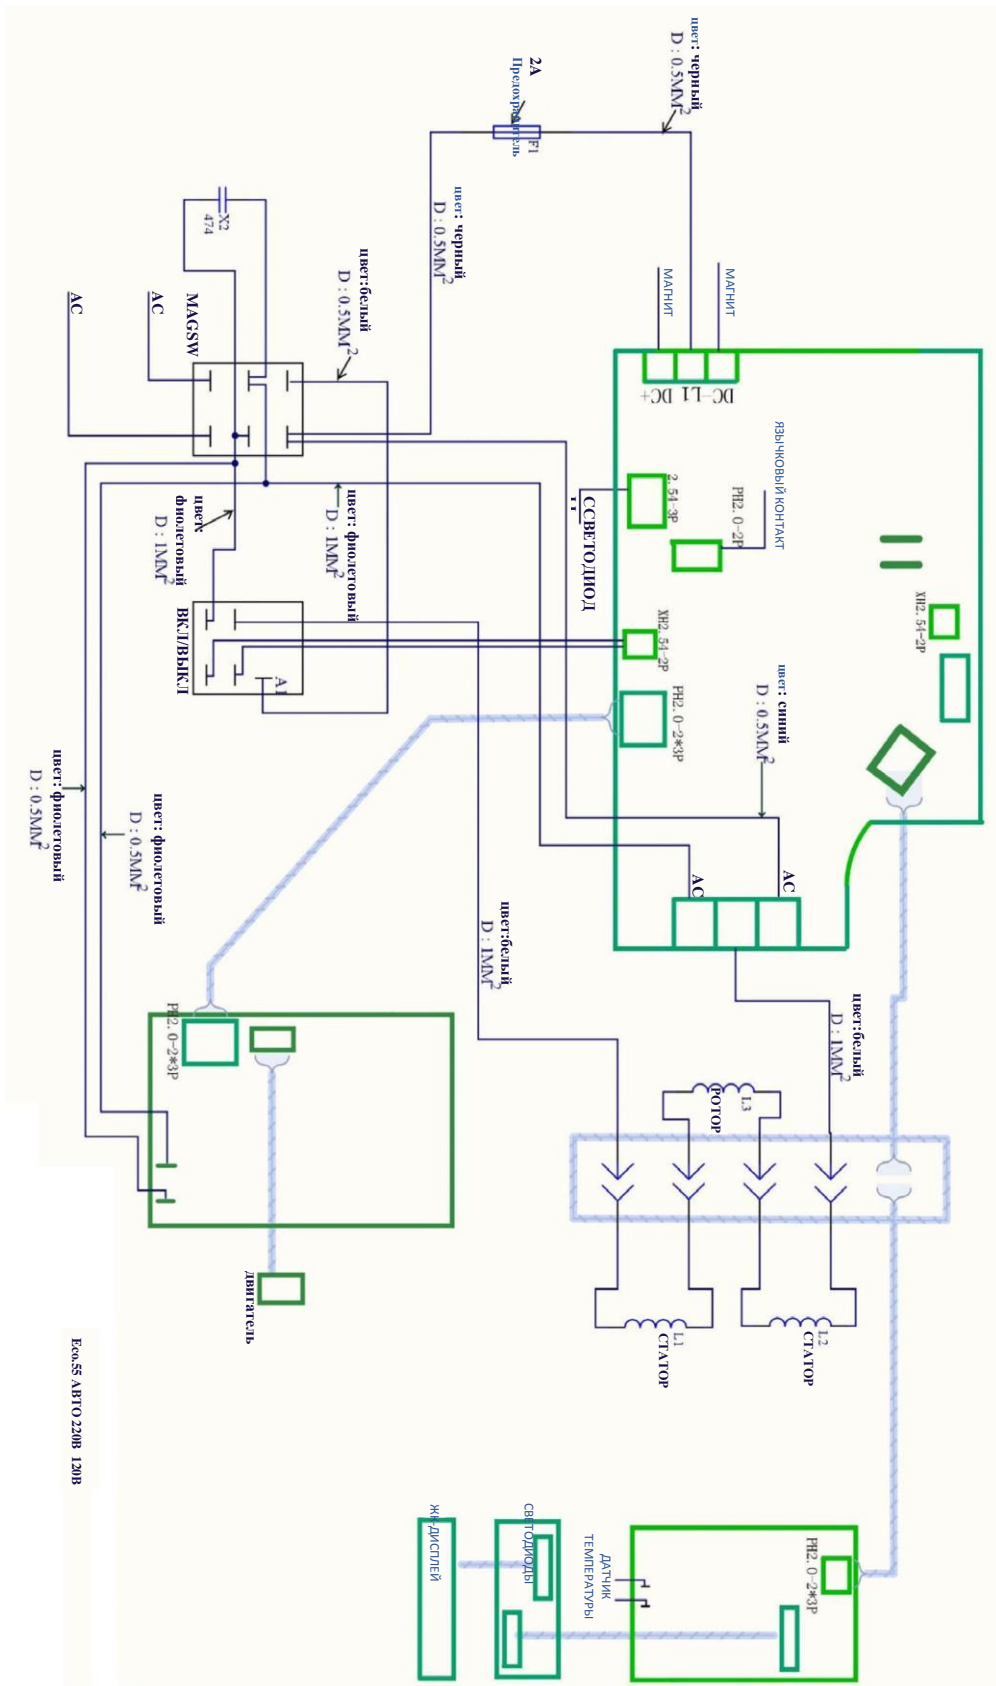 цвет: черный
D : 0.5MM²
2A
Предохранитель
F1
цвет: черный
D : 0.5MM²
X2
474
цвет:белый
D : 0.5MM²
AC
AC
MAGSW
МАГНИТ
МАГНИТ
DC+ L1 DC-
ЯЗЫЧКОВЫЙ КОНТАКТ
2.54-3P
PH2.0-2P
ССВЕТОДИОД
цвет: фиолетовый
D : 1MM²
цвет:
фиолетовый
D : 1MM²
ВКЛ/ВЫКЛ
A1
XH2.54-2P
XH2.54-2P
PH2.0-2*3P
цвет: синий
D : 0.5MM²
цвет: фиолетовый
D : 0.5MM²
цвет: фиолетовый
D : 0.5MM²
AC
AC
цвет:белый
D : 1MM²
цвет:белый
D : 1MM²
PH2.0-2*3P
L3
РОТОР
двигатель
L1
СТАТОР
L2
СТАТОР
Eco.55 АВТО 220В 120В
ЖК-ДИСПЛЕЙ
СВЕТОДИОДЫ
ДАТЧИК
ТЕМПЕРАТУРЫ
PH2.0-2*3P